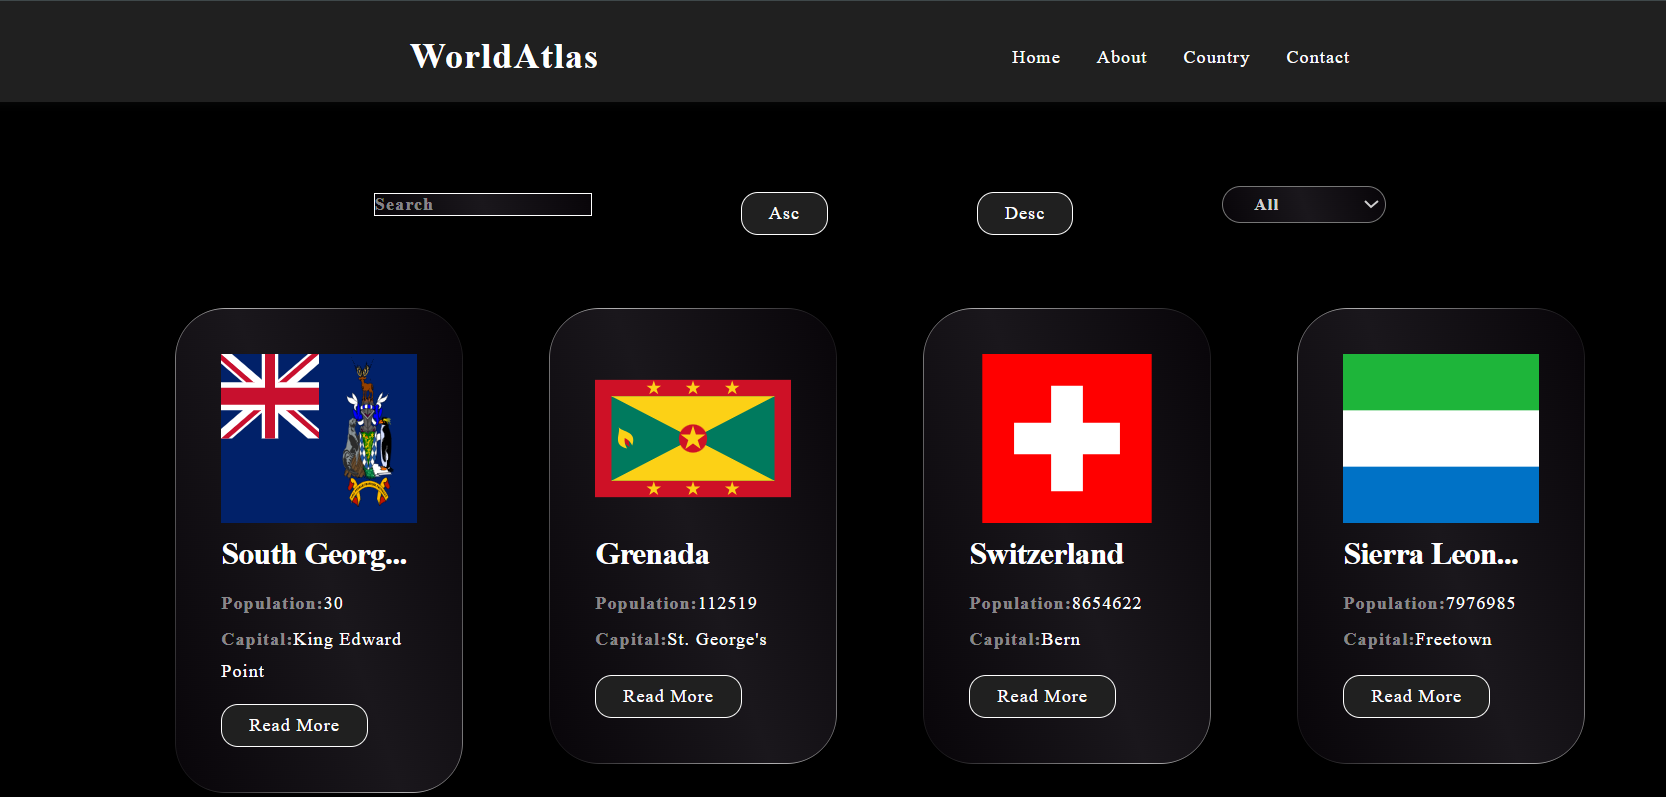 WorldAtlas
Home About Country Contact
Search Asc Desc All
South Georg...
Population:30
Capital:King Edward
Point
Read More
Grenada
Population:112519
Capital:St. George's
Read More
Switzerland
Population:8654622
Capital:Bern
Read More
Sierra Leon...
Population:7976985
Capital:Freetown
Read More